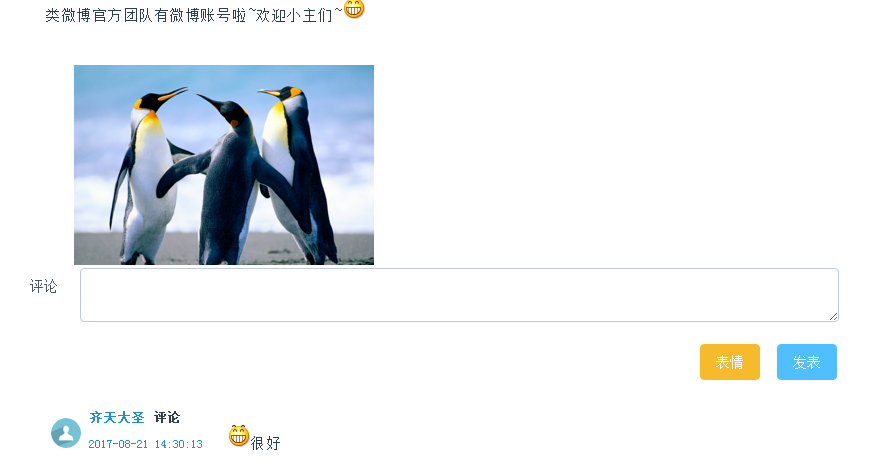 类微博官方团队有微博账号啦~欢迎小主们~
评论
表情 发表
齐天大圣 评论
2017-08-21 14:30:13 很好